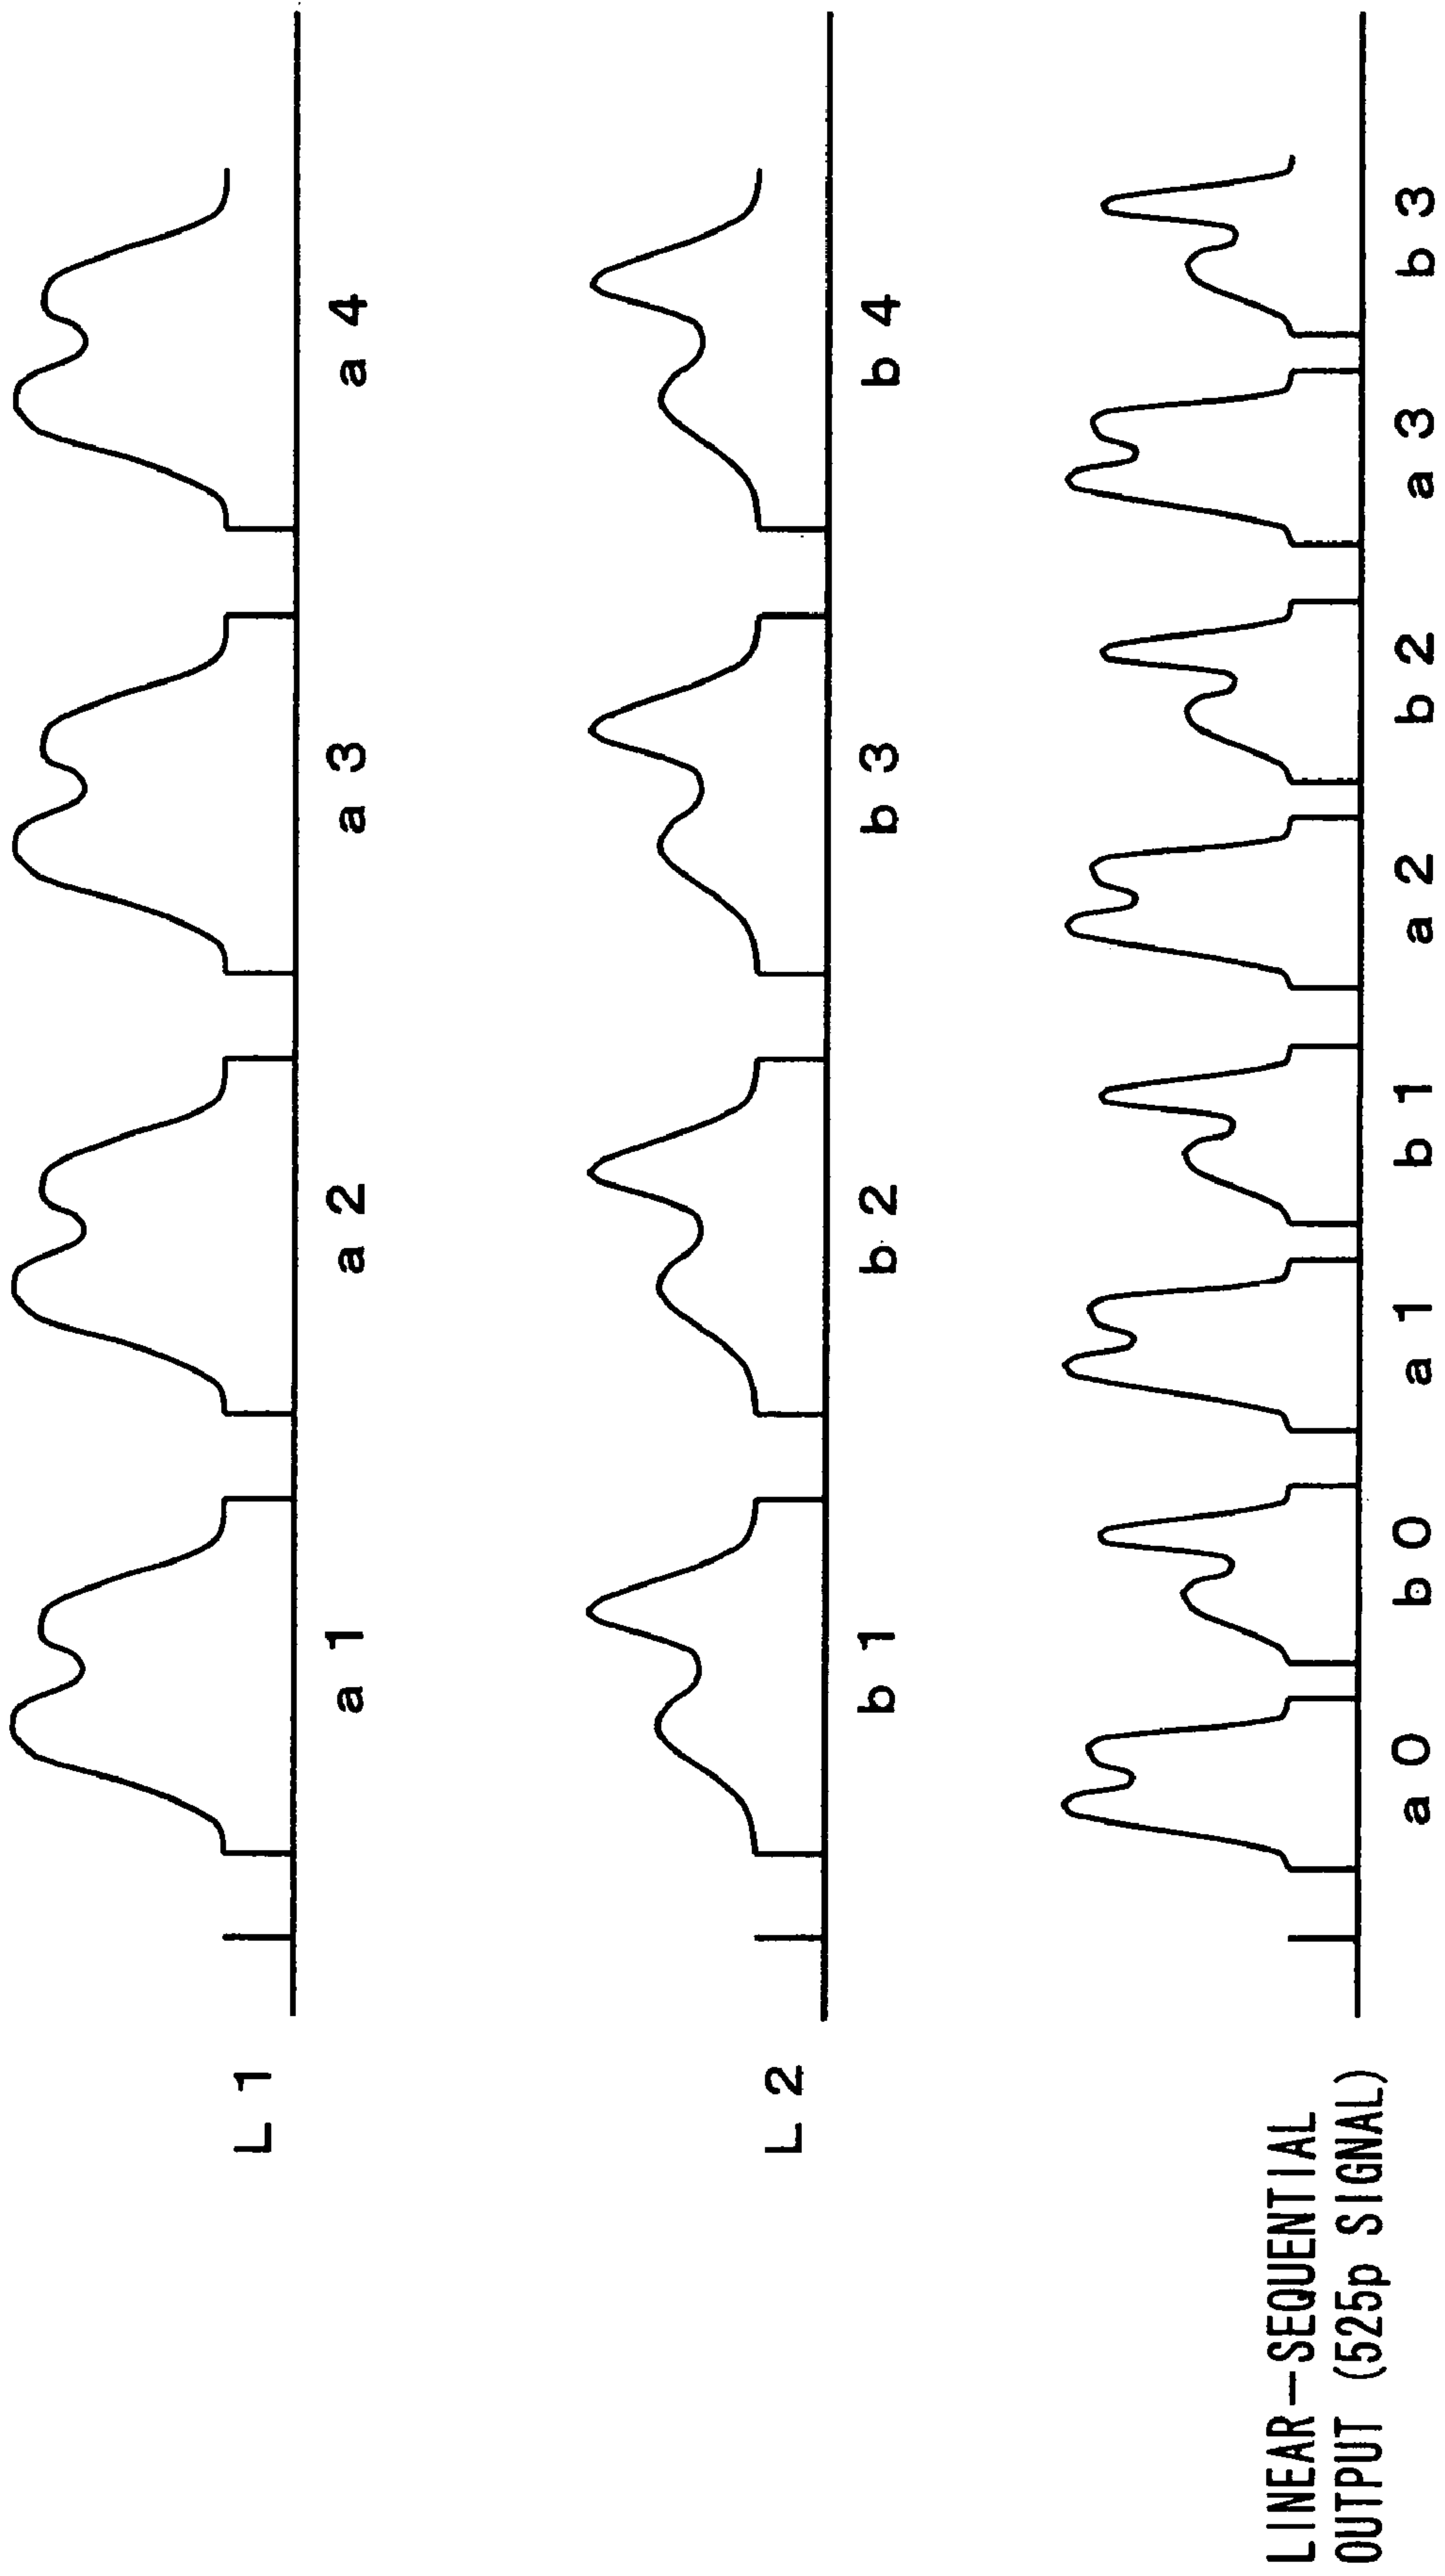 L 1
a 1
a 2
a 3
a 4
L 2
b 1
b 2
b 3
b 4
LINEAR-SEQUENTIAL
OUTPUT (525p SIGNAL)
a 0
b 0
a 1
b 1
a 2
b 2
a 3
b 3